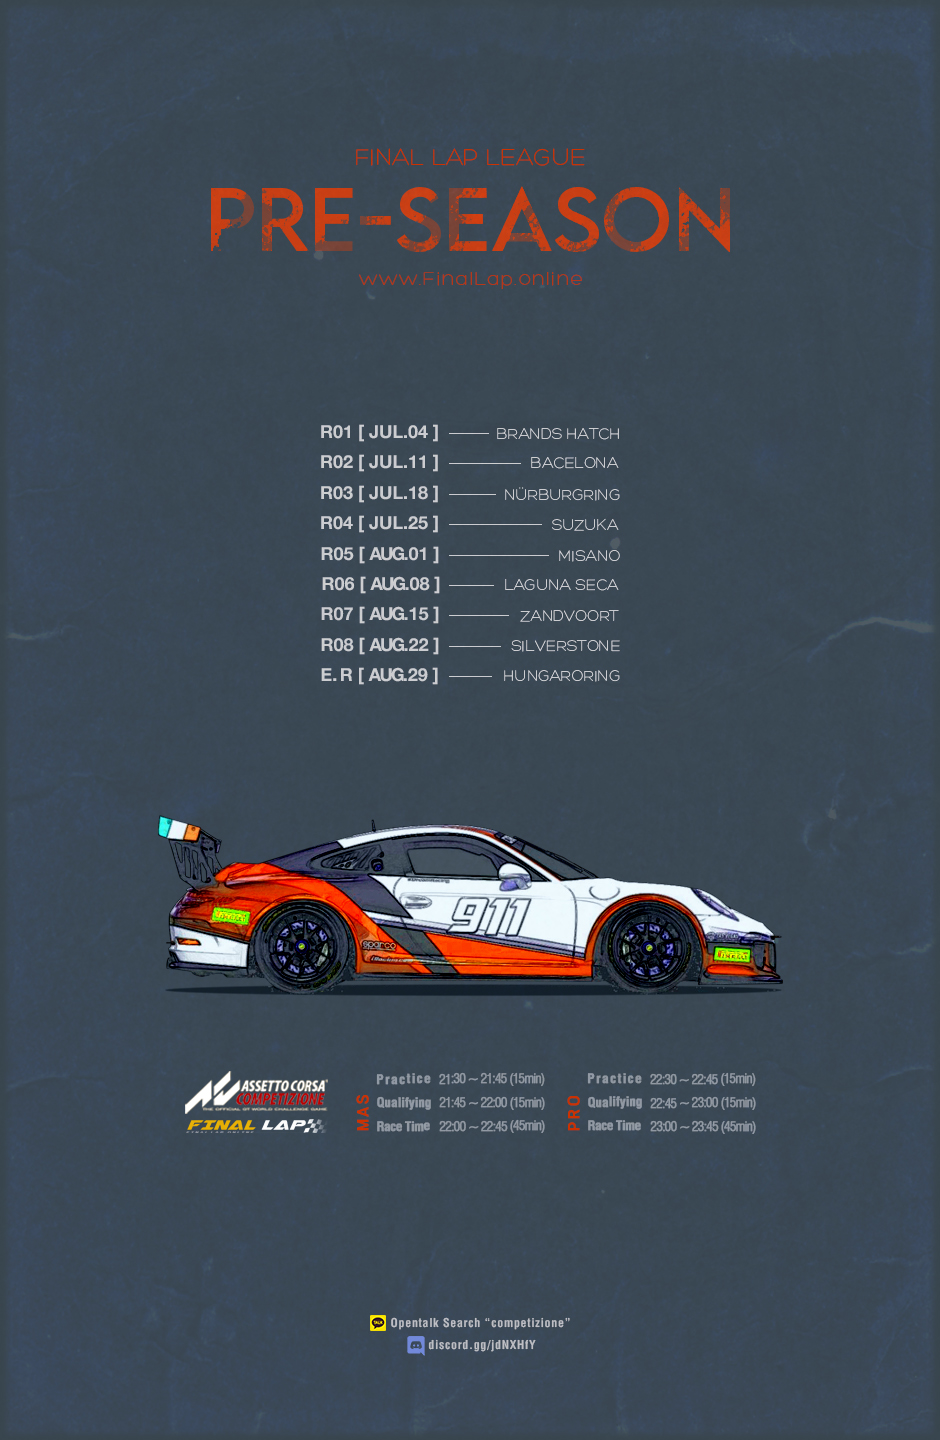 FINAL LAP LEAGUE
PRE-SEASON
www.FinalLap.online
R01 [ JUL.04 ] BRANDS HATCH
R02 [ JUL.11 ] BACELONA
R03 [ JUL.18 ] NÜRBURGRING
R04 [ JUL.25 ] SUZUKA
R05 [ AUG.01 ] MISANO
R06 [ AUG.08 ] LAGUNA SECA
R07 [ AUG.15 ] ZANDVOORT
R08 [ AUG.22 ] SILVERSTONE
E.R [ AUG.29 ] HUNGARORING
911
sparco
PIRELLI
PIRELLI
ASSETTO CORSA
COMPETIZIONE
THE OFFICIAL GT WORLD CHALLENGE GAME
FINAL LAP
MAS
Practice 21:30 ~ 21:45 (15min)
Qualifying 21:45 ~ 22:00 (15min)
Race Time 22:00 ~ 22:45 (45min)
PRO
Practice 22:30 ~ 22:45 (15min)
Qualifying 22:45 ~ 23:00 (15min)
Race Time 23:00 ~ 23:45 (45min)
TALK
Opentalk Search “competizione”
discord.gg/jdNXHfY